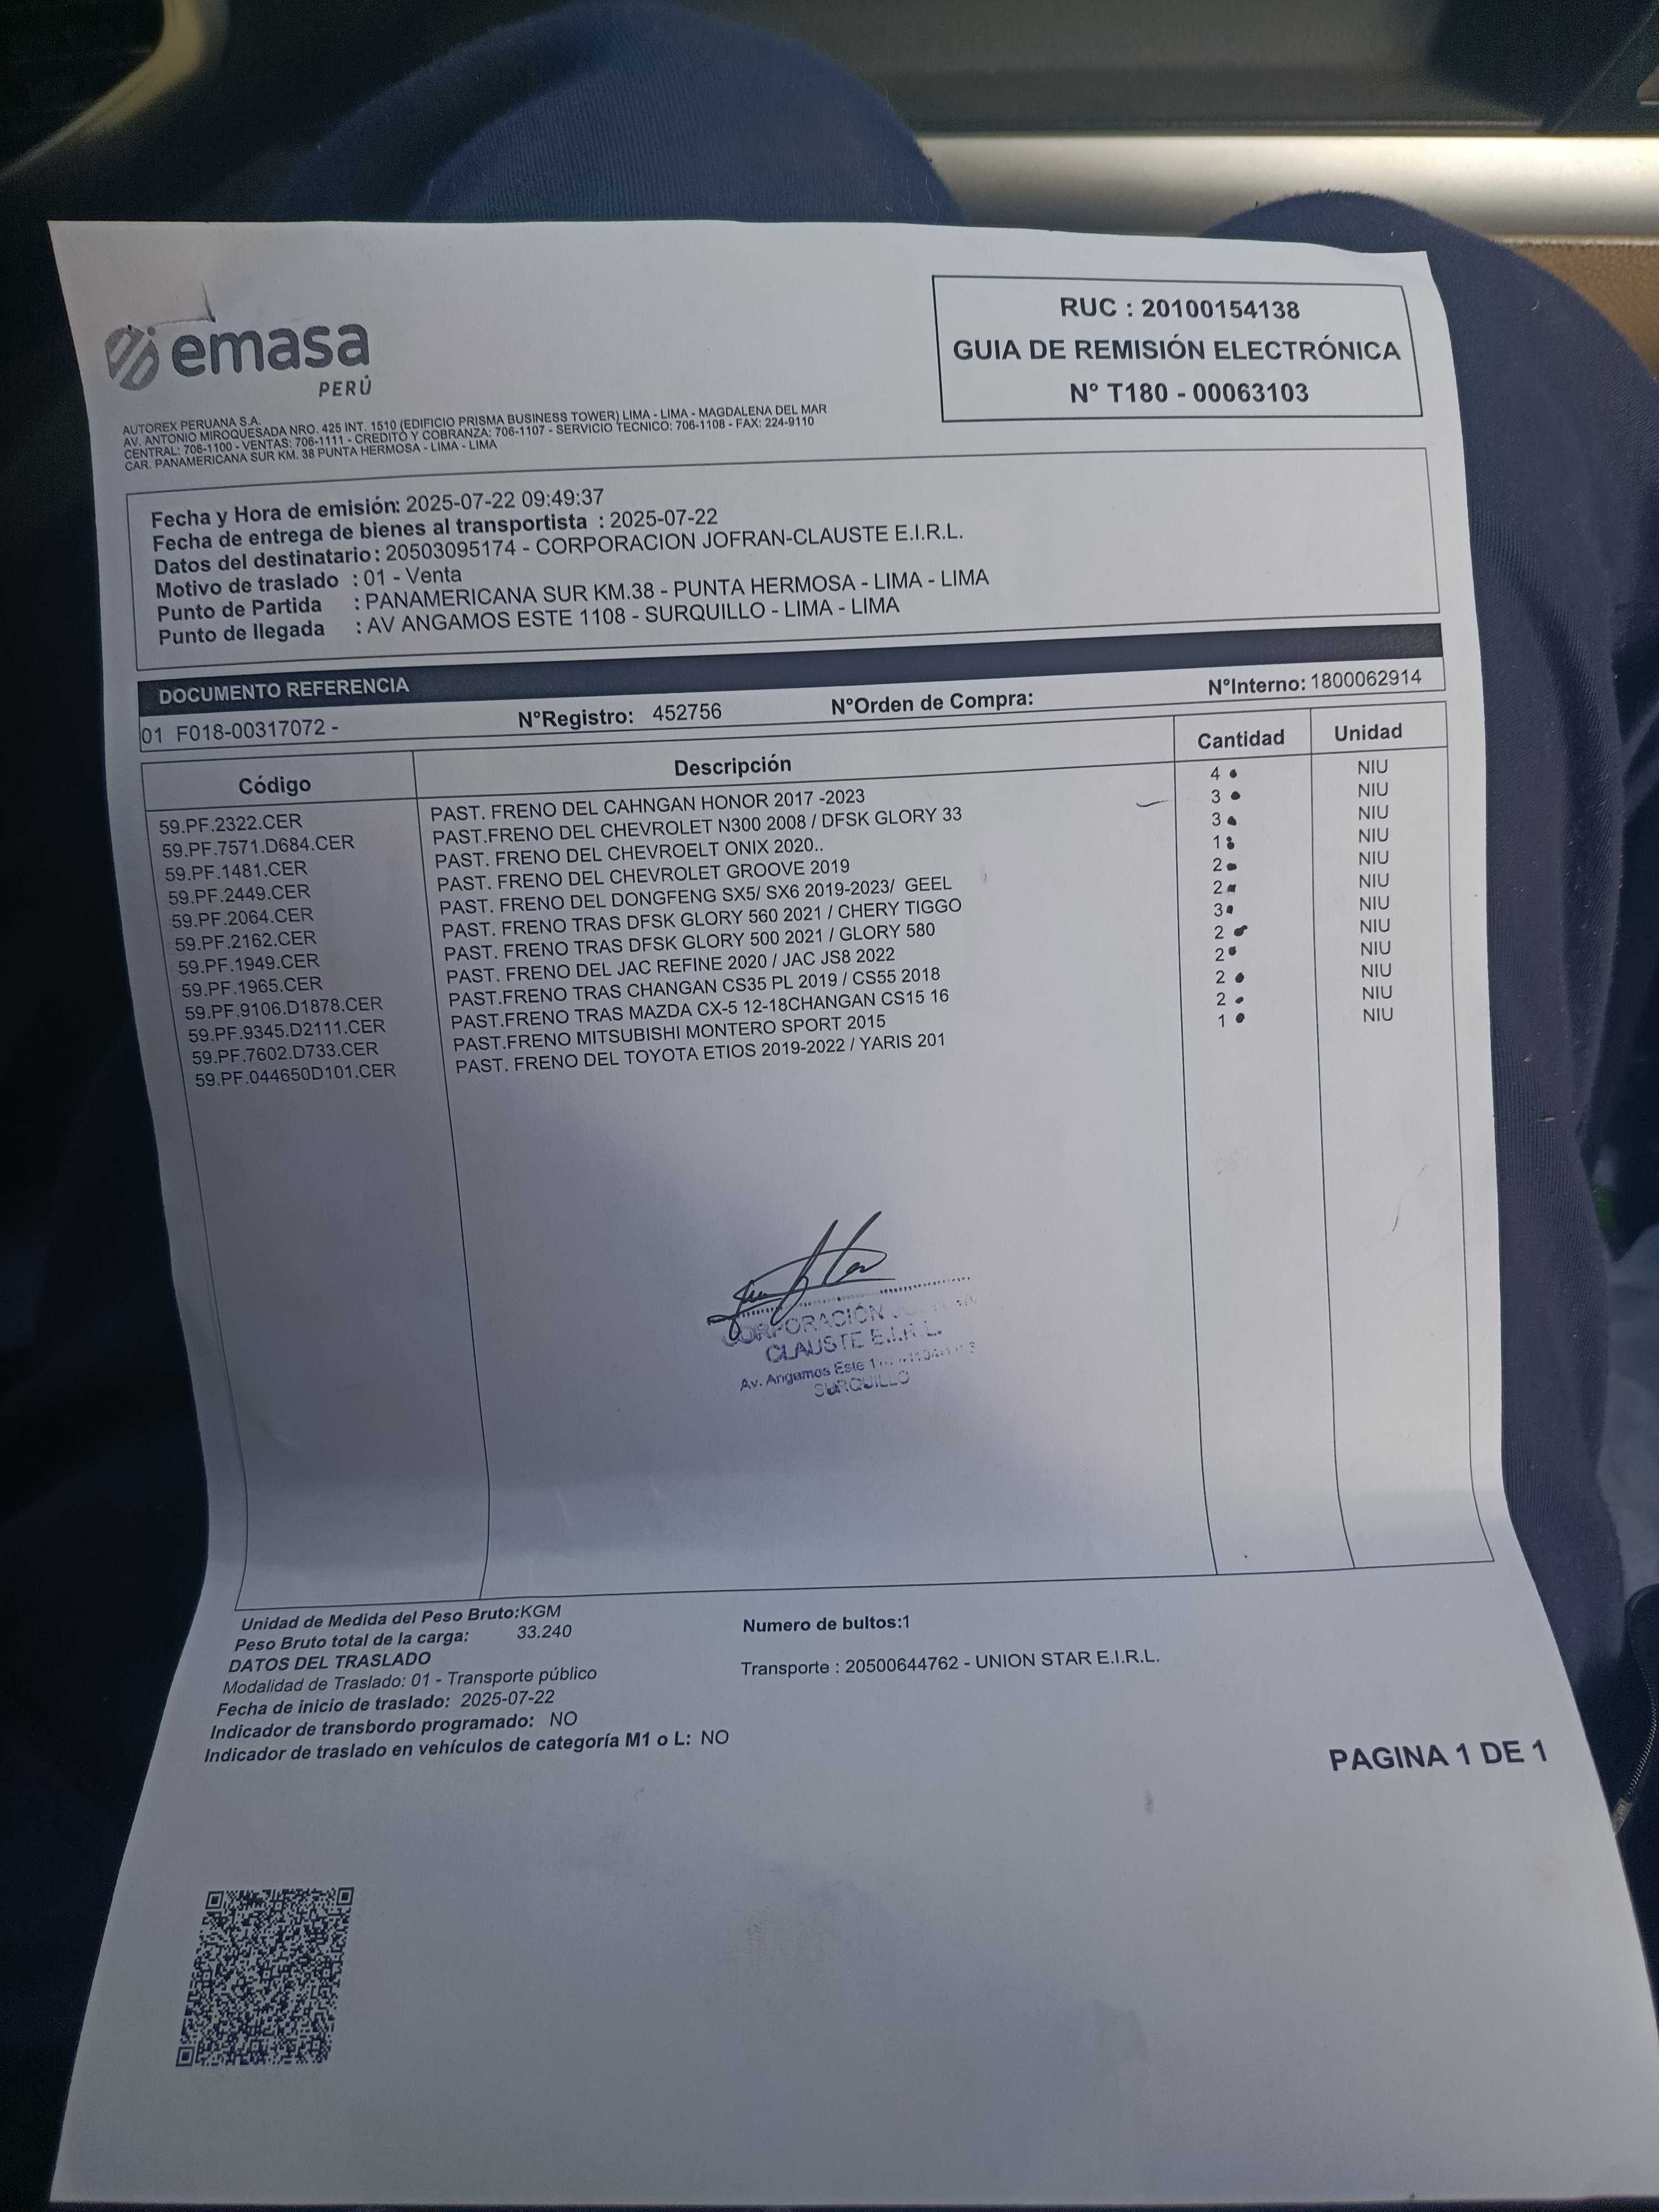 emasa
PERÚ
RUC : 20100154138
GUIA DE REMISIÓN ELECTRÓNICA
Nº T180 - 00063103
AUTOREX PERUANA S.A.
AV. ANTONIO MIROQUESADA NRO. 425 INT. 1510 (EDIFICIO PRISMA BUSINESS TOWER) LIMA - LIMA - MAGDALENA DEL MAR
CENTRAL: 706-1100 - VENTAS: 706-1111 - CREDITO Y COBRANZA: 706-1107 - SERVICIO TECNICO: 706-1108 - FAX: 224-9110
CAR. PANAMERICANA SUR KM. 38 PUNTA HERMOSA - LIMA - LIMA
Fecha y Hora de emisión: 2025-07-22 09:49:37
Fecha de entrega de bienes al transportista : 2025-07-22
Datos del destinatario : 20503095174 - CORPORACION JOFRAN-CLAUSTE E.I.R.L.
Motivo de traslado : 01 - Venta
Punto de Partida : PANAMERICANA SUR KM.38 - PUNTA HERMOSA - LIMA - LIMA
Punto de llegada : AV ANGAMOS ESTE 1108 - SURQUILLO - LIMA - LIMA
DOCUMENTO REFERENCIA
01 F018-00317072 - NºRegistro: 452756 NºOrden de Compra: NºInterno: 1800062914
Código Descripción Cantidad Unidad
59.PF.2322.CER PAST. FRENO DEL CAHNGAN HONOR 2017 -2023 4 NIU
59.PF.7571.D684.CER PAST.FRENO DEL CHEVROLET N300 2008 / DFSK GLORY 33 3 NIU
59.PF.1481.CER PAST. FRENO DEL CHEVROELT ONIX 2020.. 3 NIU
59.PF.2449.CER PAST. FRENO DEL CHEVROLET GROOVE 2019 1 NIU
59.PF.2064.CER PAST. FRENO DEL DONGFENG SX5/ SX6 2019-2023/ GEEL 2 NIU
59.PF.2162.CER PAST. FRENO TRAS DFSK GLORY 560 2021 / CHERY TIGGO 2 NIU
59.PF.1949.CER PAST. FRENO TRAS DFSK GLORY 500 2021 / GLORY 580 3 NIU
59.PF.1965.CER PAST. FRENO DEL JAC REFINE 2020 / JAC JS8 2022 2 NIU
59.PF.9106.D1878.CER PAST.FRENO TRAS CHANGAN CS35 PL 2019 / CS55 2018 2 NIU
59.PF.9345.D2111.CER PAST.FRENO TRAS MAZDA CX-5 12-18CHANGAN CS15 16 2 NIU
59.PF.7602.D733.CER PAST.FRENO MITSUBISHI MONTERO SPORT 2015 2 NIU
59.PF.044650D101.CER PAST. FRENO DEL TOYOTA ETIOS 2019-2022 / YARIS 201 1 NIU
CORPORACIÓN
CLAUSTE E.I.R.L.
Av. Angamos Este
SURQUILLO
Unidad de Medida del Peso Bruto:KGM
Peso Bruto total de la carga: 33.240
Numero de bultos:1
DATOS DEL TRASLADO
Modalidad de Traslado: 01 - Transporte público
Transporte : 20500644762 - UNION STAR E.I.R.L.
Fecha de inicio de traslado: 2025-07-22
Indicador de transbordo programado: NO
Indicador de traslado en vehículos de categoría M1 o L: NO
PAGINA 1 DE 1